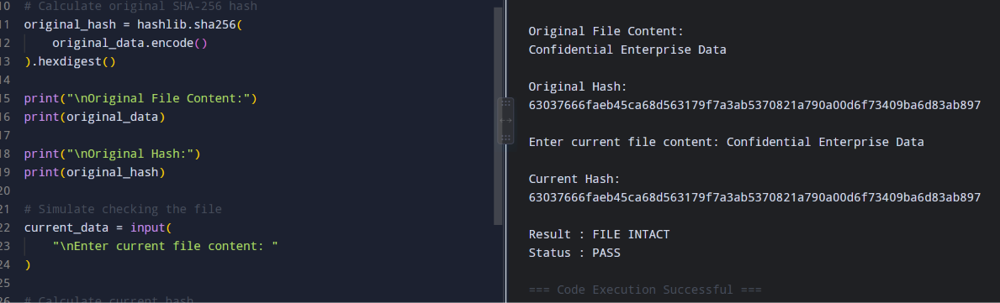 10 # Calculate original SHA-256 hash
11 original_hash = hashlib.sha256(
12     original_data.encode()
13 ).hexdigest()
14
15 print("\nOriginal File Content:")
16 print(original_data)
17
18 print("\nOriginal Hash:")
19 print(original_hash)
20
21 # Simulate checking the file
22 current_data = input(
23     "\nEnter current file content: "
24 )
25
26 # Calculate current hash
Original File Content:
Confidential Enterprise Data
Original Hash:
63037666faeb45ca68d563179f7a3ab5370821a790a00d6f73409ba6d83ab897
Enter current file content: Confidential Enterprise Data
Current Hash:
63037666faeb45ca68d563179f7a3ab5370821a790a00d6f73409ba6d83ab897
Result : FILE INTACT
Status : PASS
=== Code Execution Successful ===